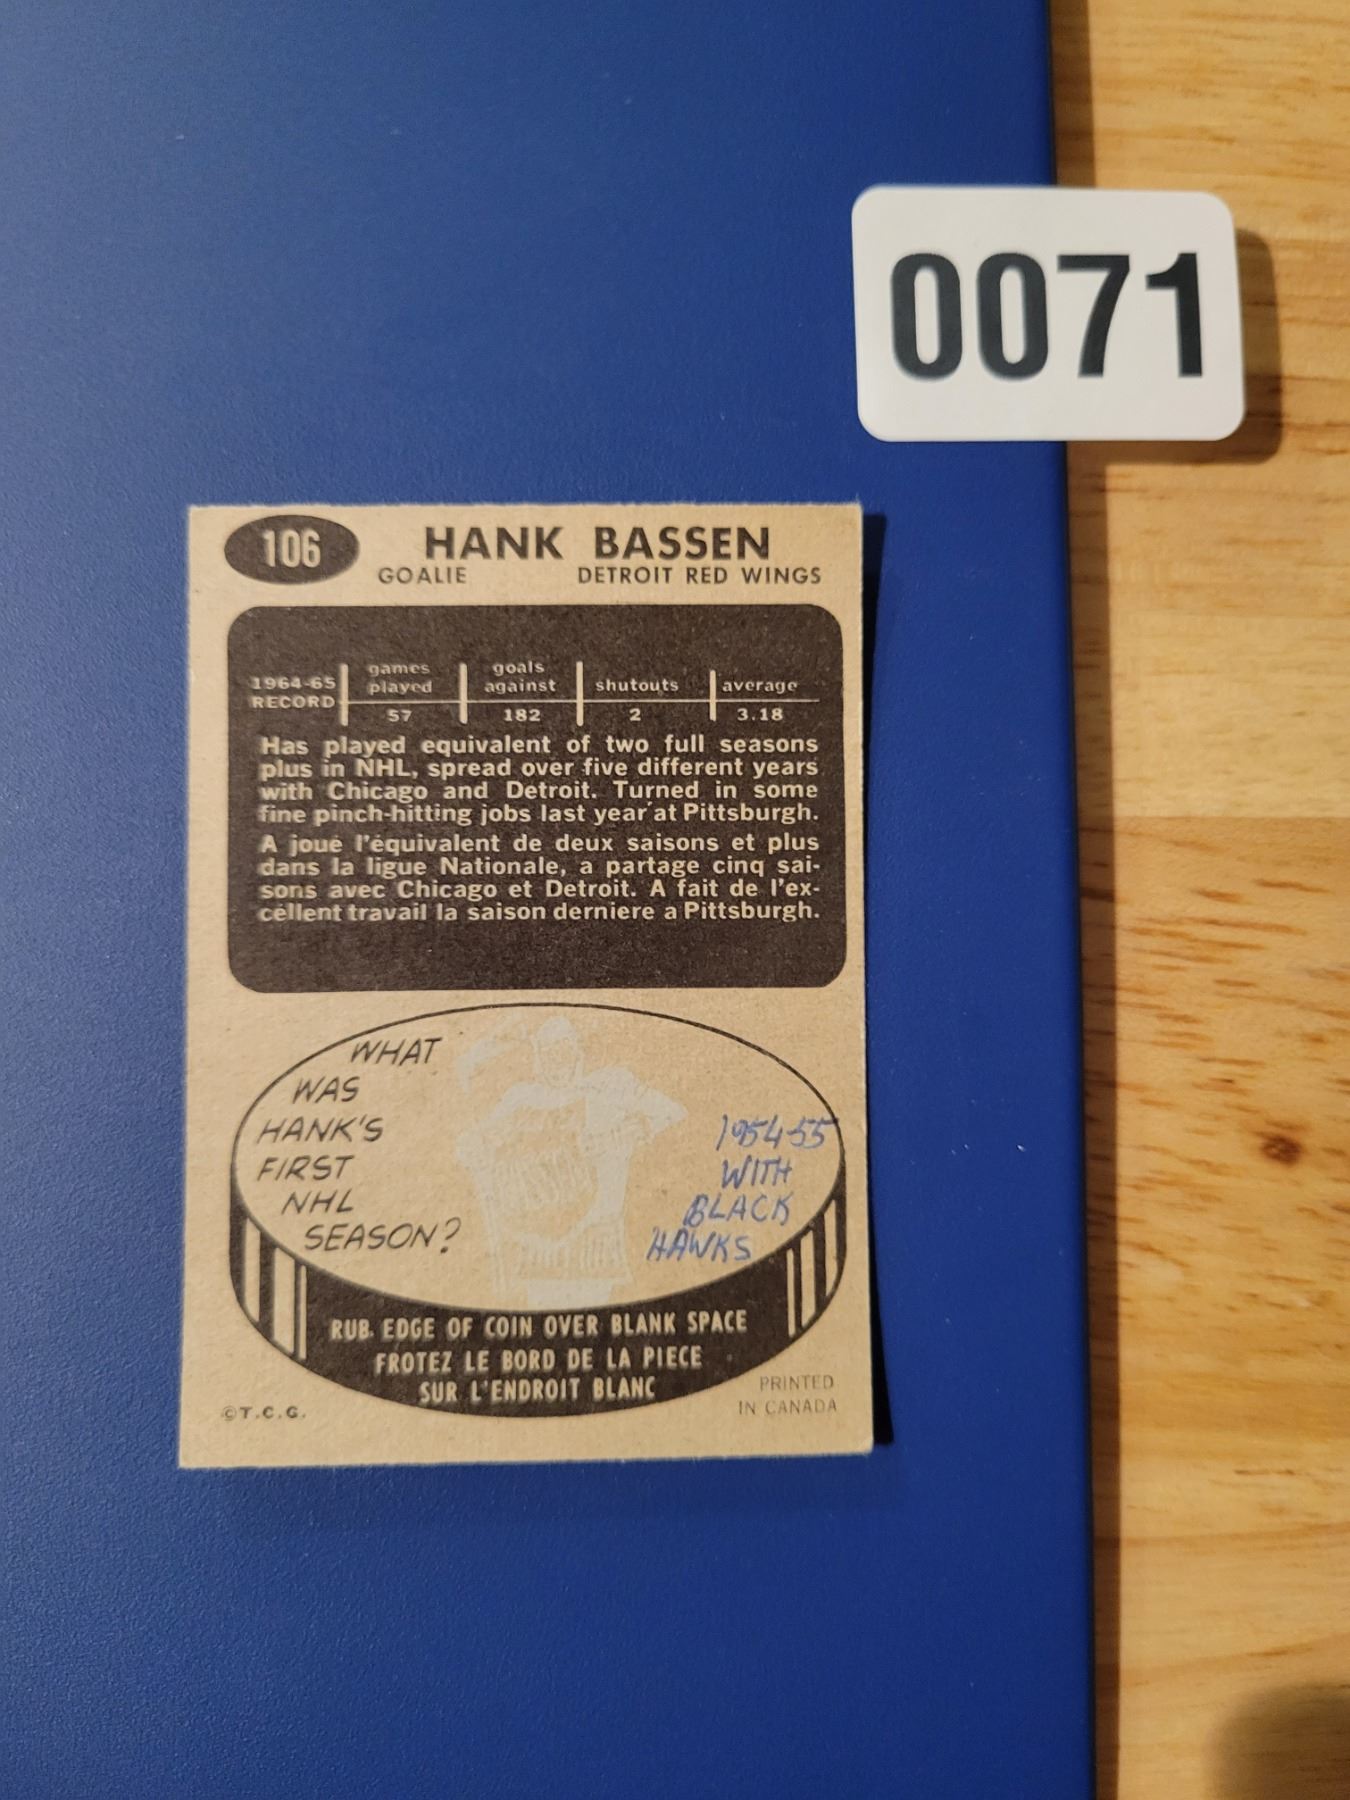 0071
106
HANK BASSEN
GOALIE DETROIT RED WINGS
1964-65 RECORD games played goals against shutouts average
57 182 2 3.18
Has played equivalent of two full seasons
plus in NHL, spread over five different years
with Chicago and Detroit. Turned in some
fine pinch-hitting jobs last year at Pittsburgh.
A joué l'équivalent de deux saisons et plus
dans la ligue Nationale, a partage cinq sai-
sons avec Chicago et Detroit. A fait de l'ex-
céllent travail la saison derniere a Pittsburgh.
WHAT
WAS
HANK'S
FIRST
NHL
SEASON?
1954-55
WITH
BLACK
HAWKS
RUB EDGE OF COIN OVER BLANK SPACE
FROTEZ LE BORD DE LA PIECE
SUR L'ENDROIT BLANC
©T.C.G.
PRINTED
IN CANADA